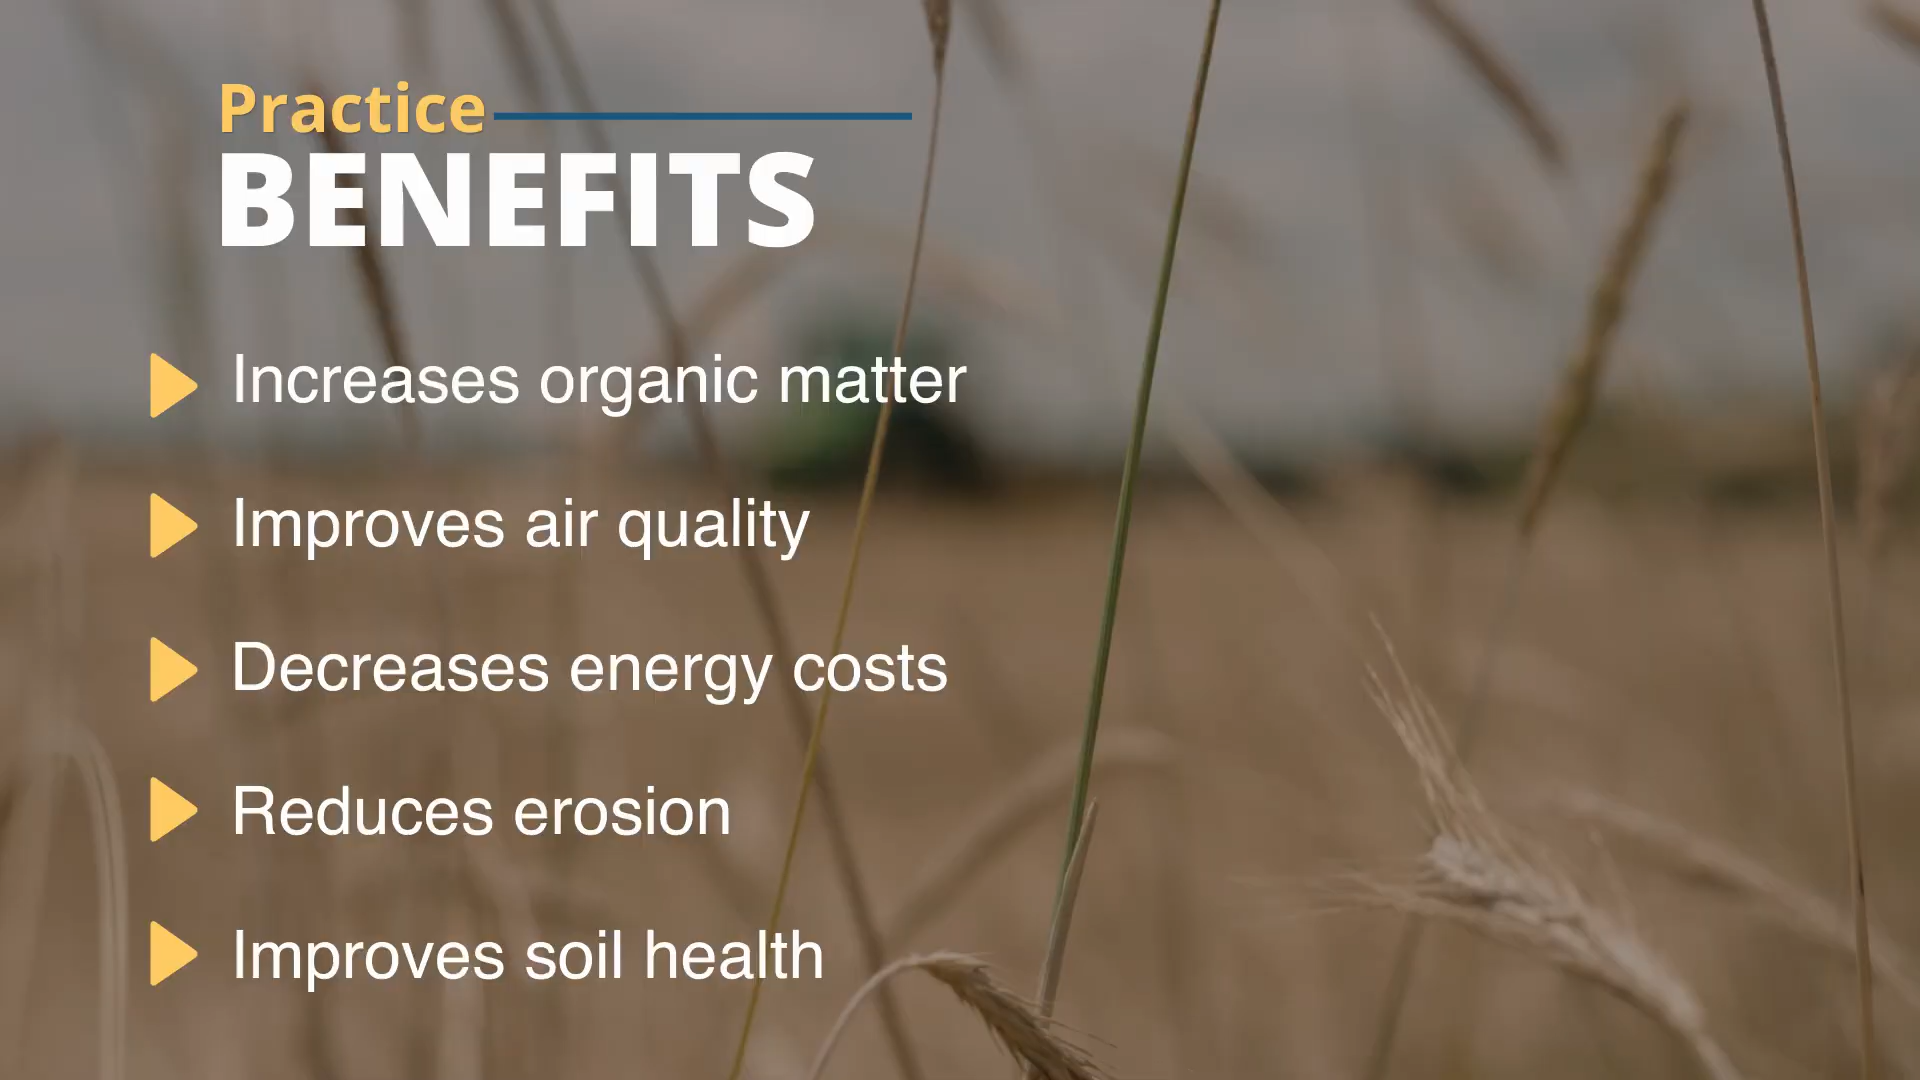 Practice
BENEFITS
Increases organic matter
Improves air quality
Decreases energy costs
Reduces erosion
Improves soil health